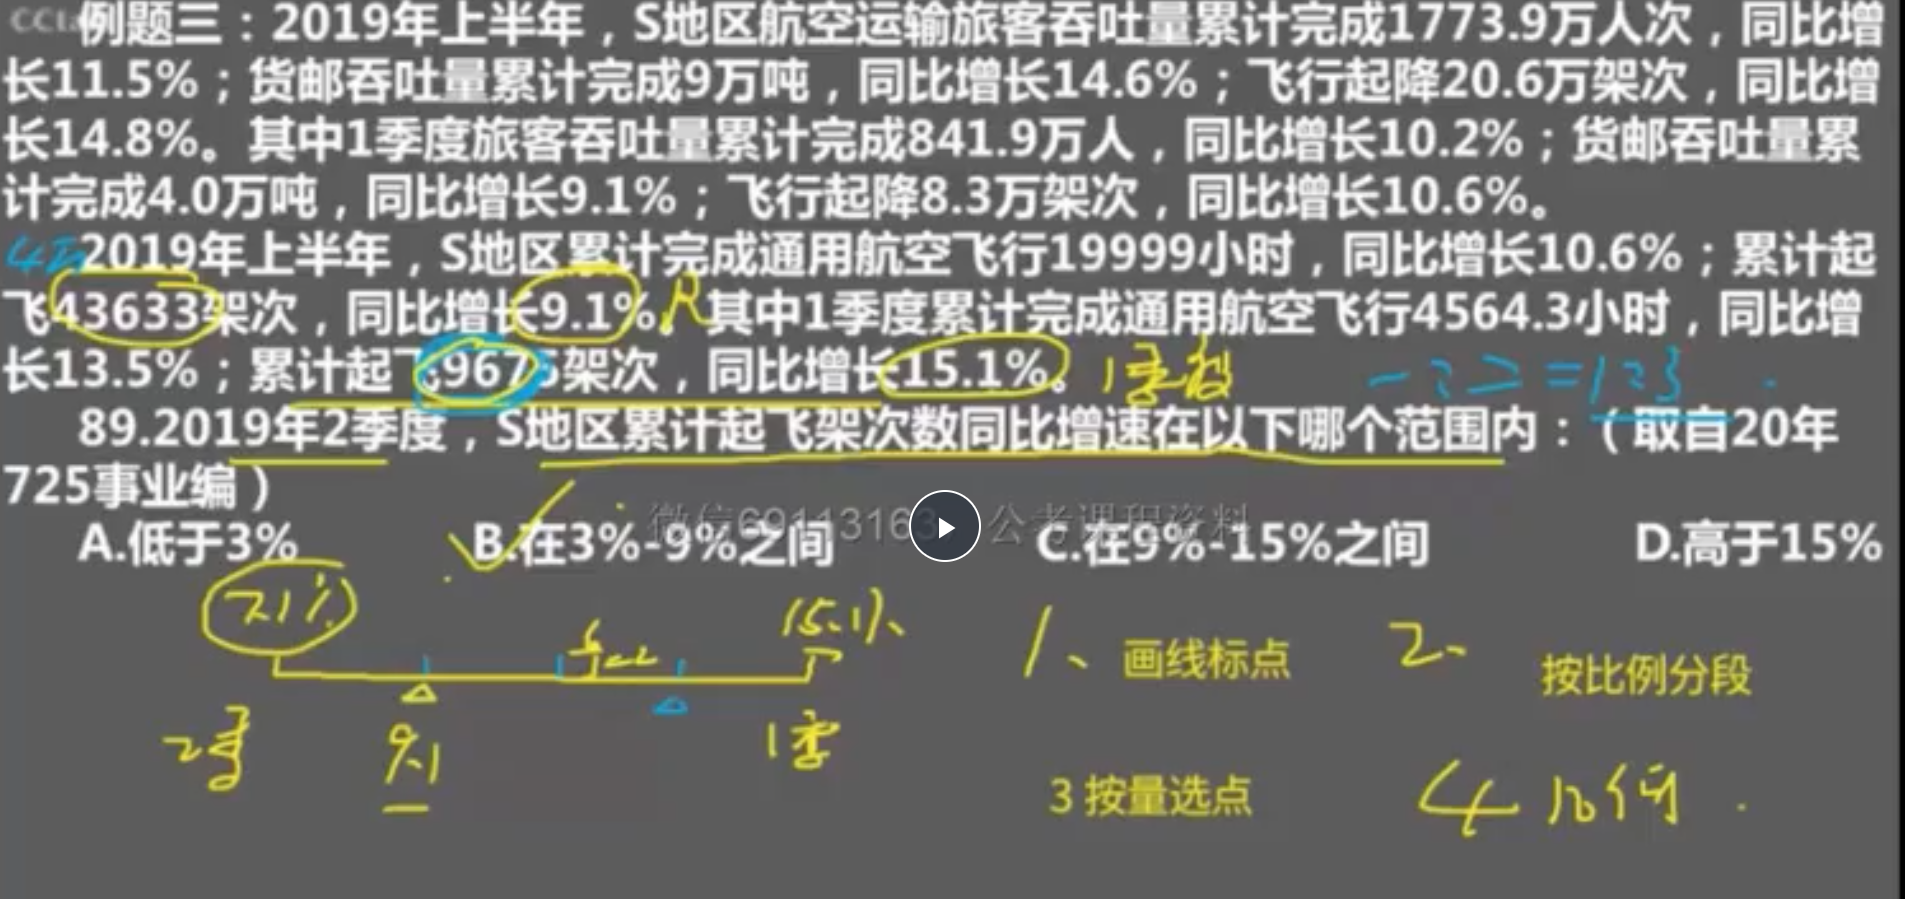 例题三：2019年上半年，S地区航空运输旅客吞吐量累计完成1773.9万人次，同比增
长11.5%；货邮吞吐量累计完成9万吨，同比增长14.6%；飞行起降20.6万架次，同比增
长14.8%。其中1季度旅客吞吐量累计完成841.9万人，同比增长10.2%；货邮吞吐量累
计完成4.0万吨，同比增长9.1%；飞行起降8.3万架次，同比增长10.6%。
2019年上半年，S地区累计完成通用航空飞行19999小时，同比增长10.6%；累计起
飞43633架次，同比增长9.1%。R其中1季度累计完成通用航空飞行4564.3小时，同比增
长13.5%；累计起 9675架次，同比增长15.1%。
89.2019年2季度，S地区累计起飞架次数同比增速在以下哪个范围内：（取自20年
725事业编）
微信69113163 公考课程资料
A.低于3% B.在3%-9%之间 C.在9%-15%之间 D.高于15%
15.1%
1、画线标点 2、按比例分段
2季 9.1 1季
3按量选点 4